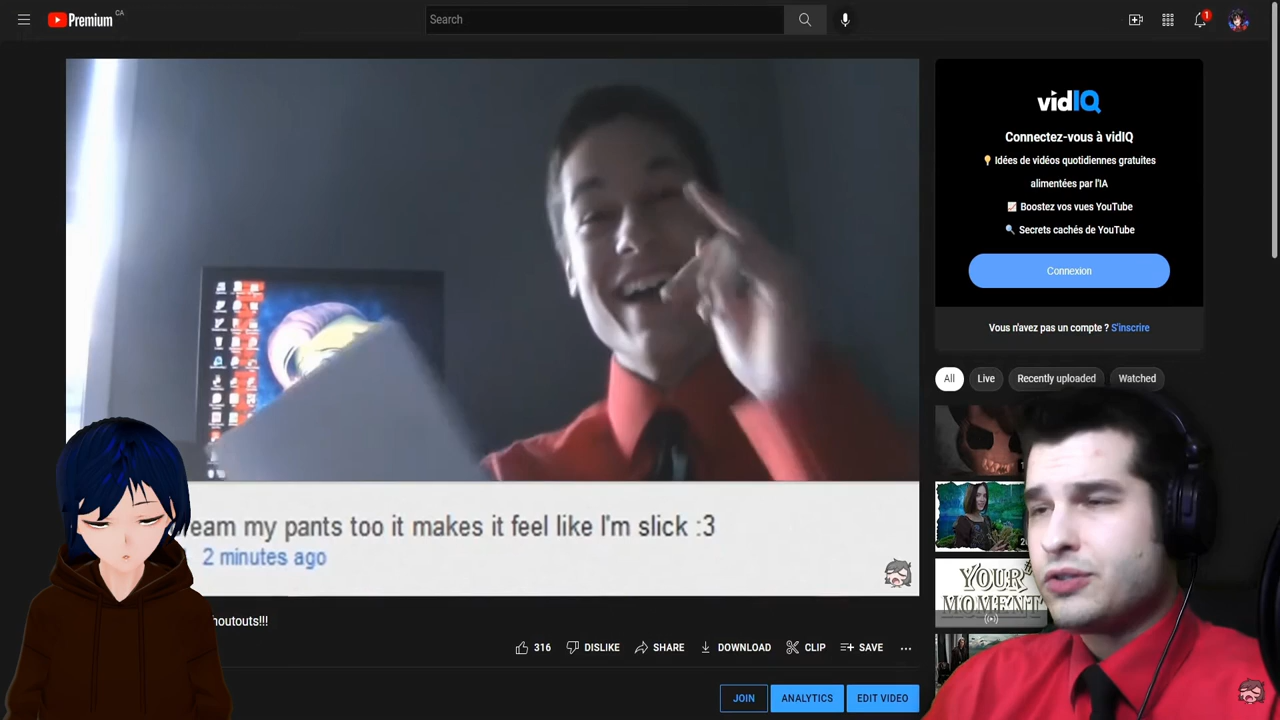 Premium CA
Search
1
vidIQ
Connectez-vous à vidIQ
Idées de vidéos quotidiennes gratuites
alimentées par l'IA
Boostez vos vues YouTube
Secrets cachés de YouTube
Connexion
Vous n'avez pas un compte ? S'inscrire
All
Live
Recently uploaded
Watched
eam my pants too it makes it feel like I'm slick :3
2 minutes ago
YOUR
MOMENT
houtouts!!!
316
DISLIKE
SHARE
DOWNLOAD
CLIP
SAVE
JOIN
ANALYTICS
EDIT VIDEO